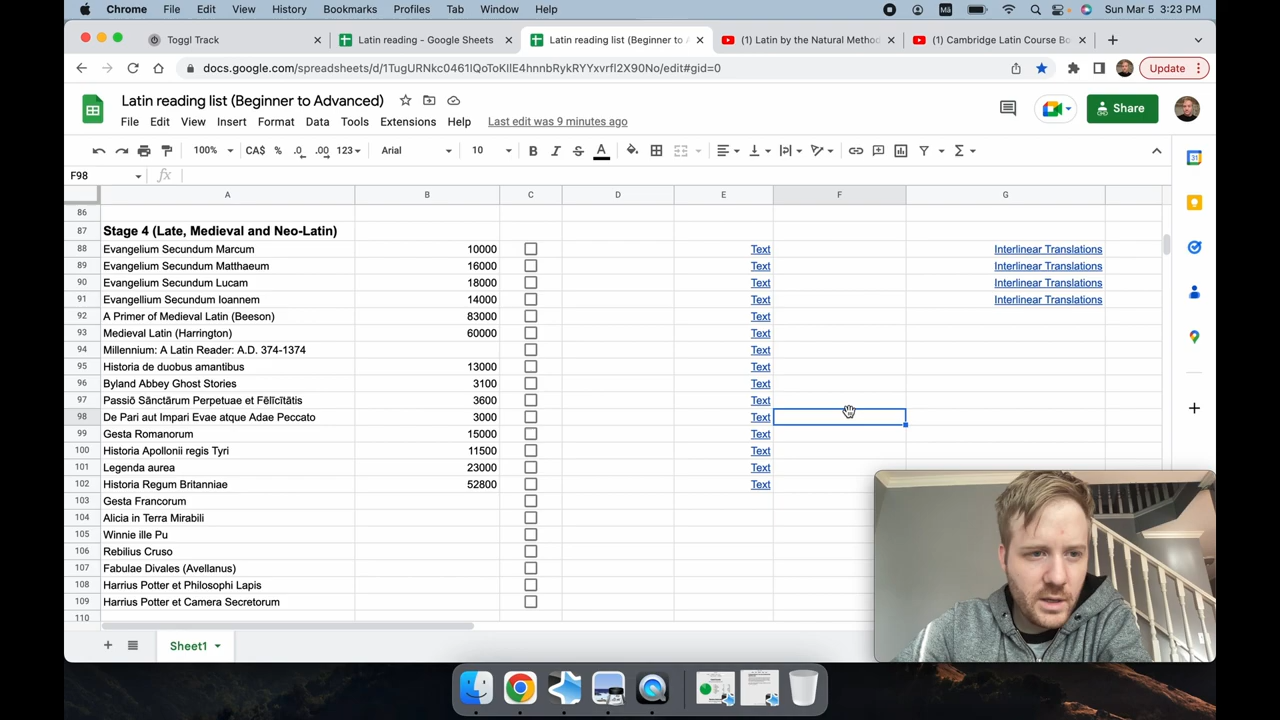 Chrome File Edit View History Bookmarks Profiles Tab Window Help Sun Mar 5 3:23 PM
Toggl Track Latin reading - Google Sheets Latin reading list (Beginner to A (1) Latin by the Natural Method (1) Cambridge Latin Course Bo
docs.google.com/spreadsheets/d/1TugURNkc0461IQoToKlE4hnnbRykRYYxvrfl2X90No/edit#gid=0 Update
Latin reading list (Beginner to Advanced) Share
File Edit View Insert Format Data Tools Extensions Help Last edit was 9 minutes ago
100% CA$ % .0 .00 123 Arial 10 B I S A
F98 fx
A B C D E F G
86
87 Stage 4 (Late, Medieval and Neo-Latin)
88 Evangelium Secundum Marcum 10000 Text Interlinear Translations
89 Evangelium Secundum Matthaeum 16000 Text Interlinear Translations
90 Evangelium Secundum Lucam 18000 Text Interlinear Translations
91 Evangellium Secundum Ioannem 14000 Text Interlinear Translations
92 A Primer of Medieval Latin (Beeson) 83000 Text
93 Medieval Latin (Harrington) 60000 Text
94 Millennium: A Latin Reader: A.D. 374-1374 Text
95 Historia de duobus amantibus 13000 Text
96 Byland Abbey Ghost Stories 3100 Text
97 Passiō Sānctārum Perpetuae et Fēlīcītātis 3600 Text
98 De Pari aut Impari Evae atque Adae Peccato 3000 Text
99 Gesta Romanorum 15000 Text
100 Historia Apollonii regis Tyri 11500 Text
101 Legenda aurea 23000 Text
102 Historia Regum Britanniae 52800 Text
103 Gesta Francorum
104 Alicia in Terra Mirabili
105 Winnie ille Pu
106 Rebilius Cruso
107 Fabulae Divales (Avellanus)
108 Harrius Potter et Philosophi Lapis
109 Harrius Potter et Camera Secretorum
110
Sheet1